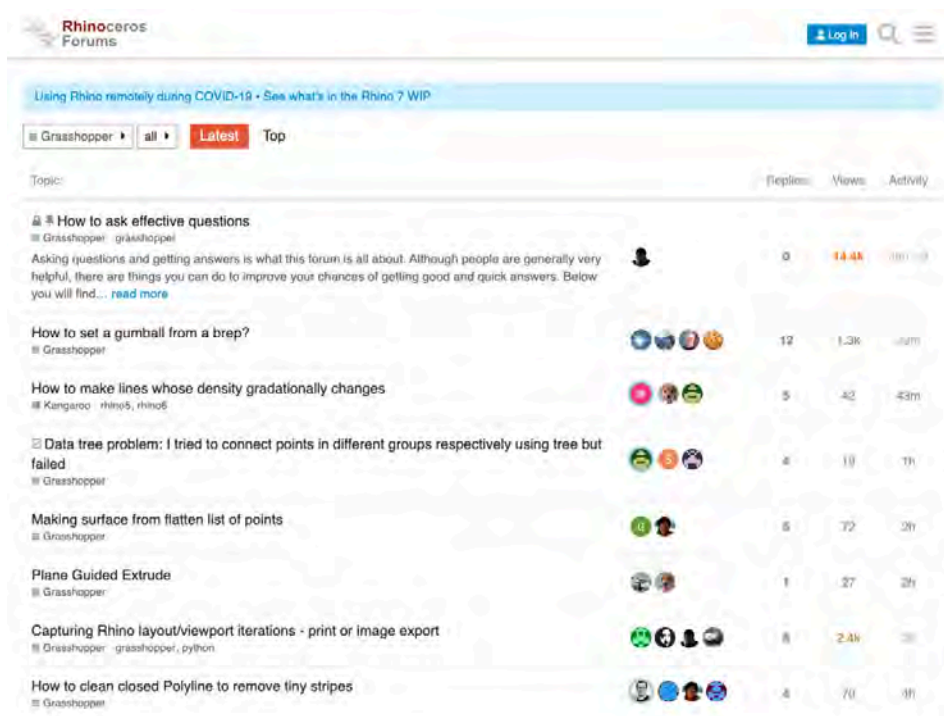 Rhinoceros
Forums
Log In
Using Rhino remotely during COVID-19 • See what's in the Rhino 7 WIP
Grasshopper
all
Latest
Top
Topic
Replies Views Activity
How to ask effective questions
Grasshopper grasshopper
Asking questions and getting answers is what this forum is all about. Although people are generally very
helpful, there are things you can do to improve your chances of getting good and quick answers. Below
you will find... read more
0 14.4k
How to set a gumball from a brep?
Grasshopper
12 1.3k
How to make lines whose density gradationally changes
Kangaroo rhino5, rhino6
5 42 43m
Data tree problem: I tried to connect points in different groups respectively using tree but
failed
Grasshopper
4 1h
Making surface from flatten list of points
Grasshopper
72 2h
Plane Guided Extrude
Grasshopper
1 27 2h
Capturing Rhino layout/viewport iterations - print or image export
Grasshopper grasshopper, python
2.4k
How to clean closed Polyline to remove tiny stripes
Grasshopper
4 70